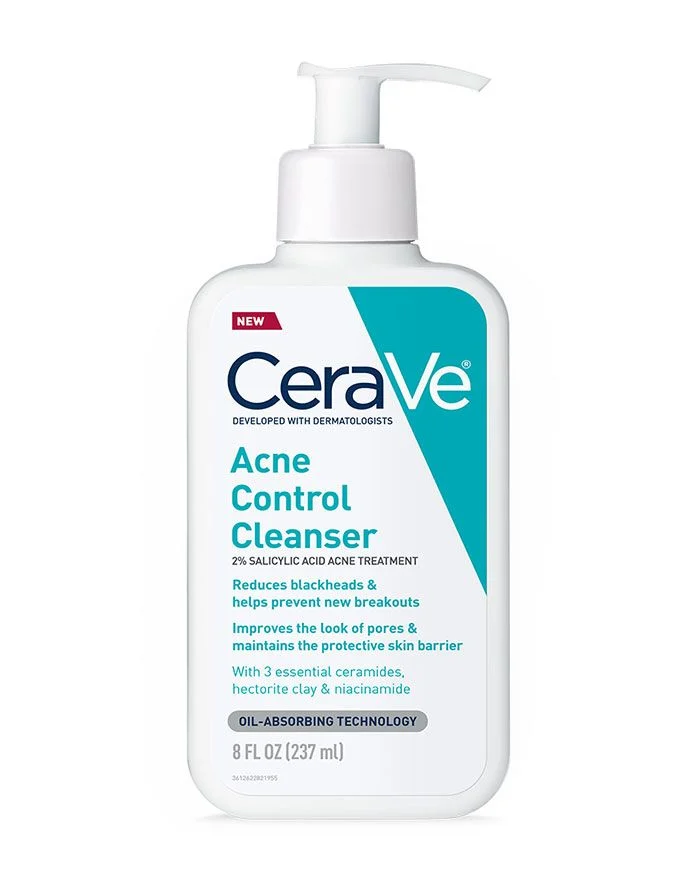 NEW
CeraVe®
DEVELOPED WITH DERMATOLOGISTS
Acne
Control
Cleanser
2% SALICYLIC ACID ACNE TREATMENT
Reduces blackheads &
helps prevent new breakouts
Improves the look of pores &
maintains the protective skin barrier
With 3 essential ceramides,
hectorite clay & niacinamide
OIL-ABSORBING TECHNOLOGY
8 FL OZ (237 ml)
3612622821955